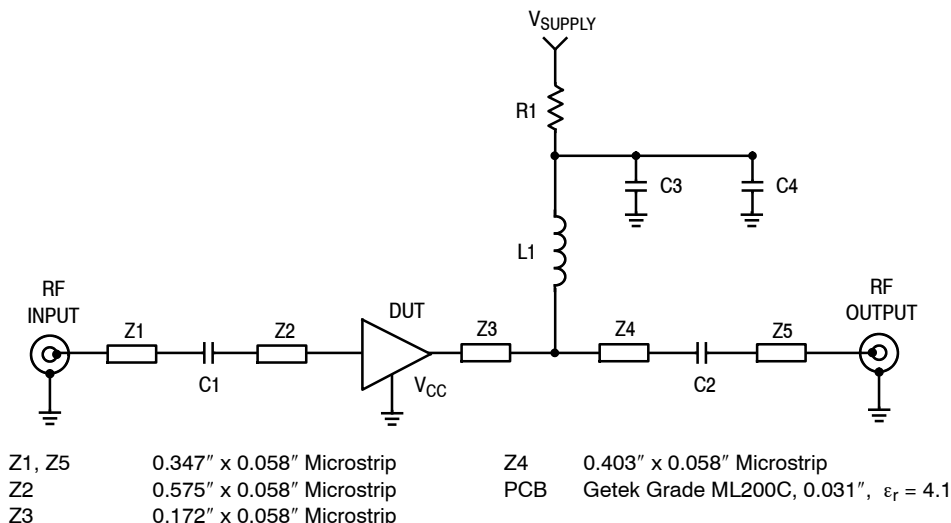 VSUPPLY
R1
C3
C4
L1
RF
INPUT
DUT
RF
OUTPUT
Z1
Z2
Z3
Z4
Z5
C1
VCC
C2
Z1, Z5 0.347″ x 0.058″ Microstrip
Z2 0.575″ x 0.058″ Microstrip
Z3 0.172″ x 0.058″ Microstrip
Z4 0.403″ x 0.058″ Microstrip
PCB Getek Grade ML200C, 0.031″, εr = 4.1